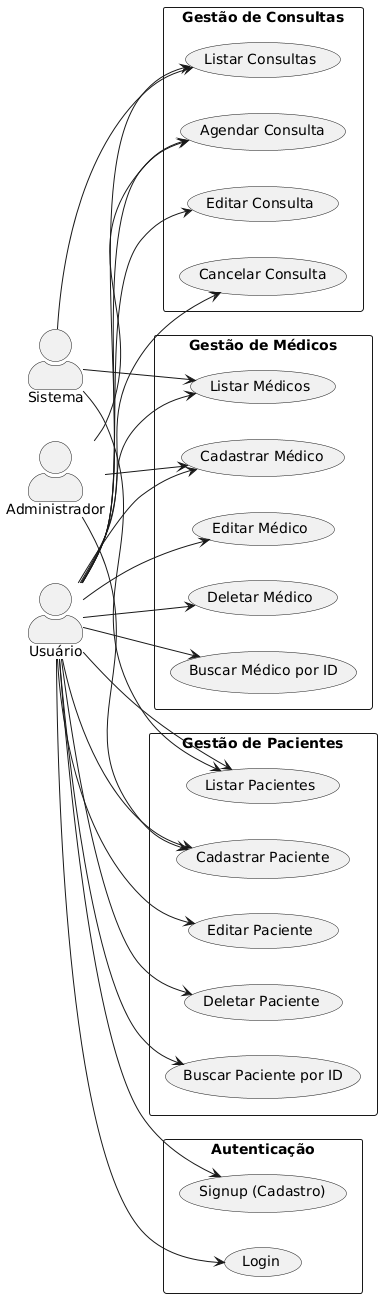 Gestão de Consultas
Listar Consultas
Agendar Consulta
Editar Consulta
Cancelar Consulta
Sistema
Administrador
Usuário
Gestão de Médicos
Listar Médicos
Cadastrar Médico
Editar Médico
Deletar Médico
Buscar Médico por ID
Gestão de Pacientes
Listar Pacientes
Cadastrar Paciente
Editar Paciente
Deletar Paciente
Buscar Paciente por ID
Autenticação
Signup (Cadastro)
Login